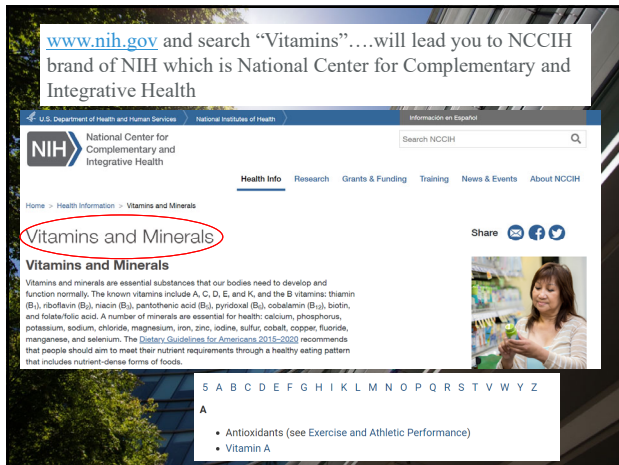 www.nih.gov and search “Vitamins”….will lead you to NCCIH
brand of NIH which is National Center for Complementary and
Integrative Health
U.S. Department of Health and Human Services
National Institutes of Health
Información en Español
NIH
National Center for
Complementary and
Integrative Health
Search NCCIH
Health Info Research Grants & Funding Training News & Events About NCCIH
Home > Health Information > Vitamins and Minerals
Vitamins and Minerals
Share
Vitamins and Minerals
Vitamins and minerals are essential substances that our bodies need to develop and
function normally. The known vitamins include A, C, D, E, and K, and the B vitamins: thiamin
(B₁), riboflavin (B₂), niacin (B₃), pantothenic acid (B₅), pyridoxal (B₆), cobalamin (B₁₂), biotin,
and folate/folic acid. A number of minerals are essential for health: calcium, phosphorus,
potassium, sodium, chloride, magnesium, iron, zinc, iodine, sulfur, cobalt, copper, fluoride,
manganese, and selenium. The Dietary Guidelines for Americans 2015–2020 recommends
that people should aim to meet their nutrient requirements through a healthy eating pattern
that includes nutrient-dense forms of foods.
5 A B C D E F G H I K L M N O P Q R S T V W Y Z
A
• Antioxidants (see Exercise and Athletic Performance)
• Vitamin A